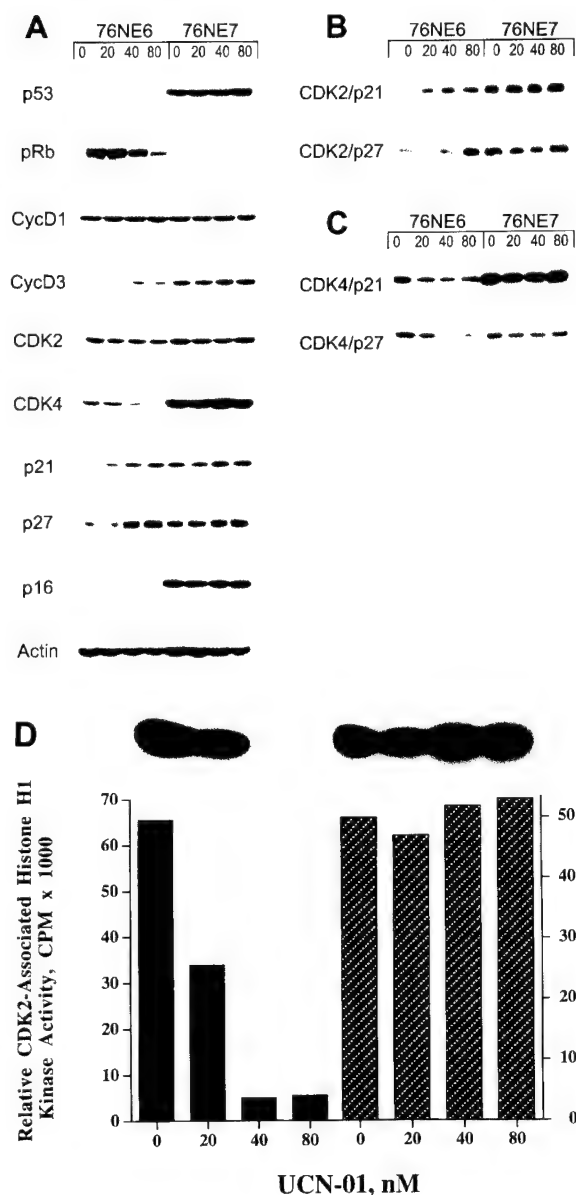 A
76NE6 76NE7
0 20 40 80 0 20 40 80
p53
pRb
CycD1
CycD3
CDK2
CDK4
p21
p27
p16
Actin
B
76NE6 76NE7
0 20 40 80 0 20 40 80
CDK2/p21
CDK2/p27
C
76NE6 76NE7
0 20 40 80 0 20 40 80
CDK4/p21
CDK4/p27
D
Relative CDK2-Associated Histone H1
Kinase Activity, CPM x 1000
70
60
50
40
30
20
10
0
50
40
30
20
10
0
0 20 40 80 0 20 40 80
UCN-01, nM